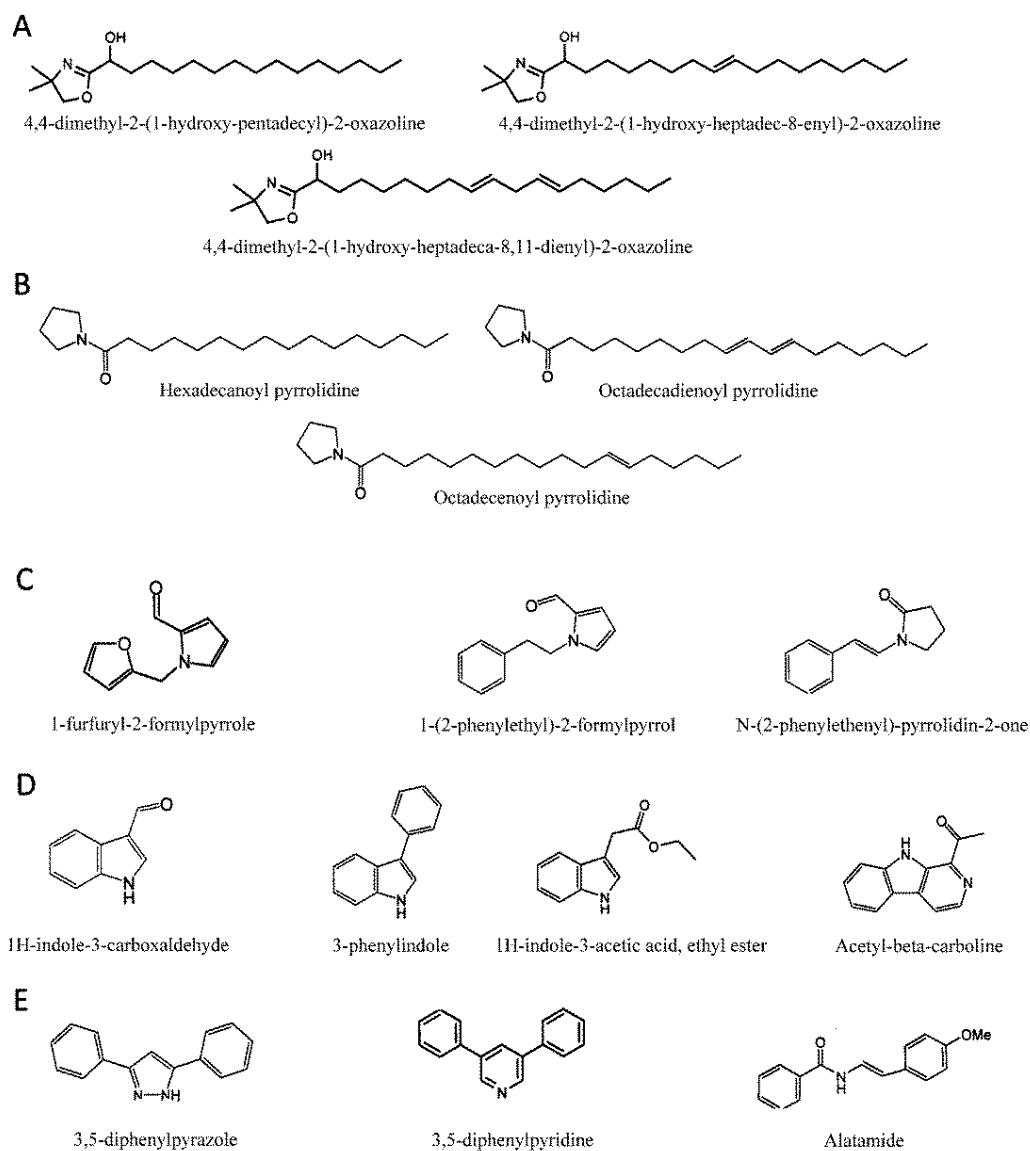 A
OH
OH
N
O
N
O
4,4-dimethyl-2-(1-hydroxy-pentadecyl)-2-oxazoline
4,4-dimethyl-2-(1-hydroxy-heptadec-8-enyl)-2-oxazoline
OH
N
O
4,4-dimethyl-2-(1-hydroxy-heptadeca-8,11-dienyl)-2-oxazoline
B
N
O
N
O
Hexadecanoyl pyrrolidine
Octadecadienoyl pyrrolidine
N
O
Octadecenoyl pyrrolidine
C
O
O
N
O
N
O
N
1-furfuryl-2-formylpyrrole
1-(2-phenylethyl)-2-formylpyrrol
N-(2-phenylethenyl)-pyrrolidin-2-one
D
O
N
H
N
H
O
O
N
H
O
NH
N
1H-indole-3-carboxaldehyde
3-phenylindole
1H-indole-3-acetic acid, ethyl ester
Acetyl-beta-carboline
E
N
NH
N
O
N
H
OMe
3,5-diphenylpyrazole
3,5-diphenylpyridine
Alatamide